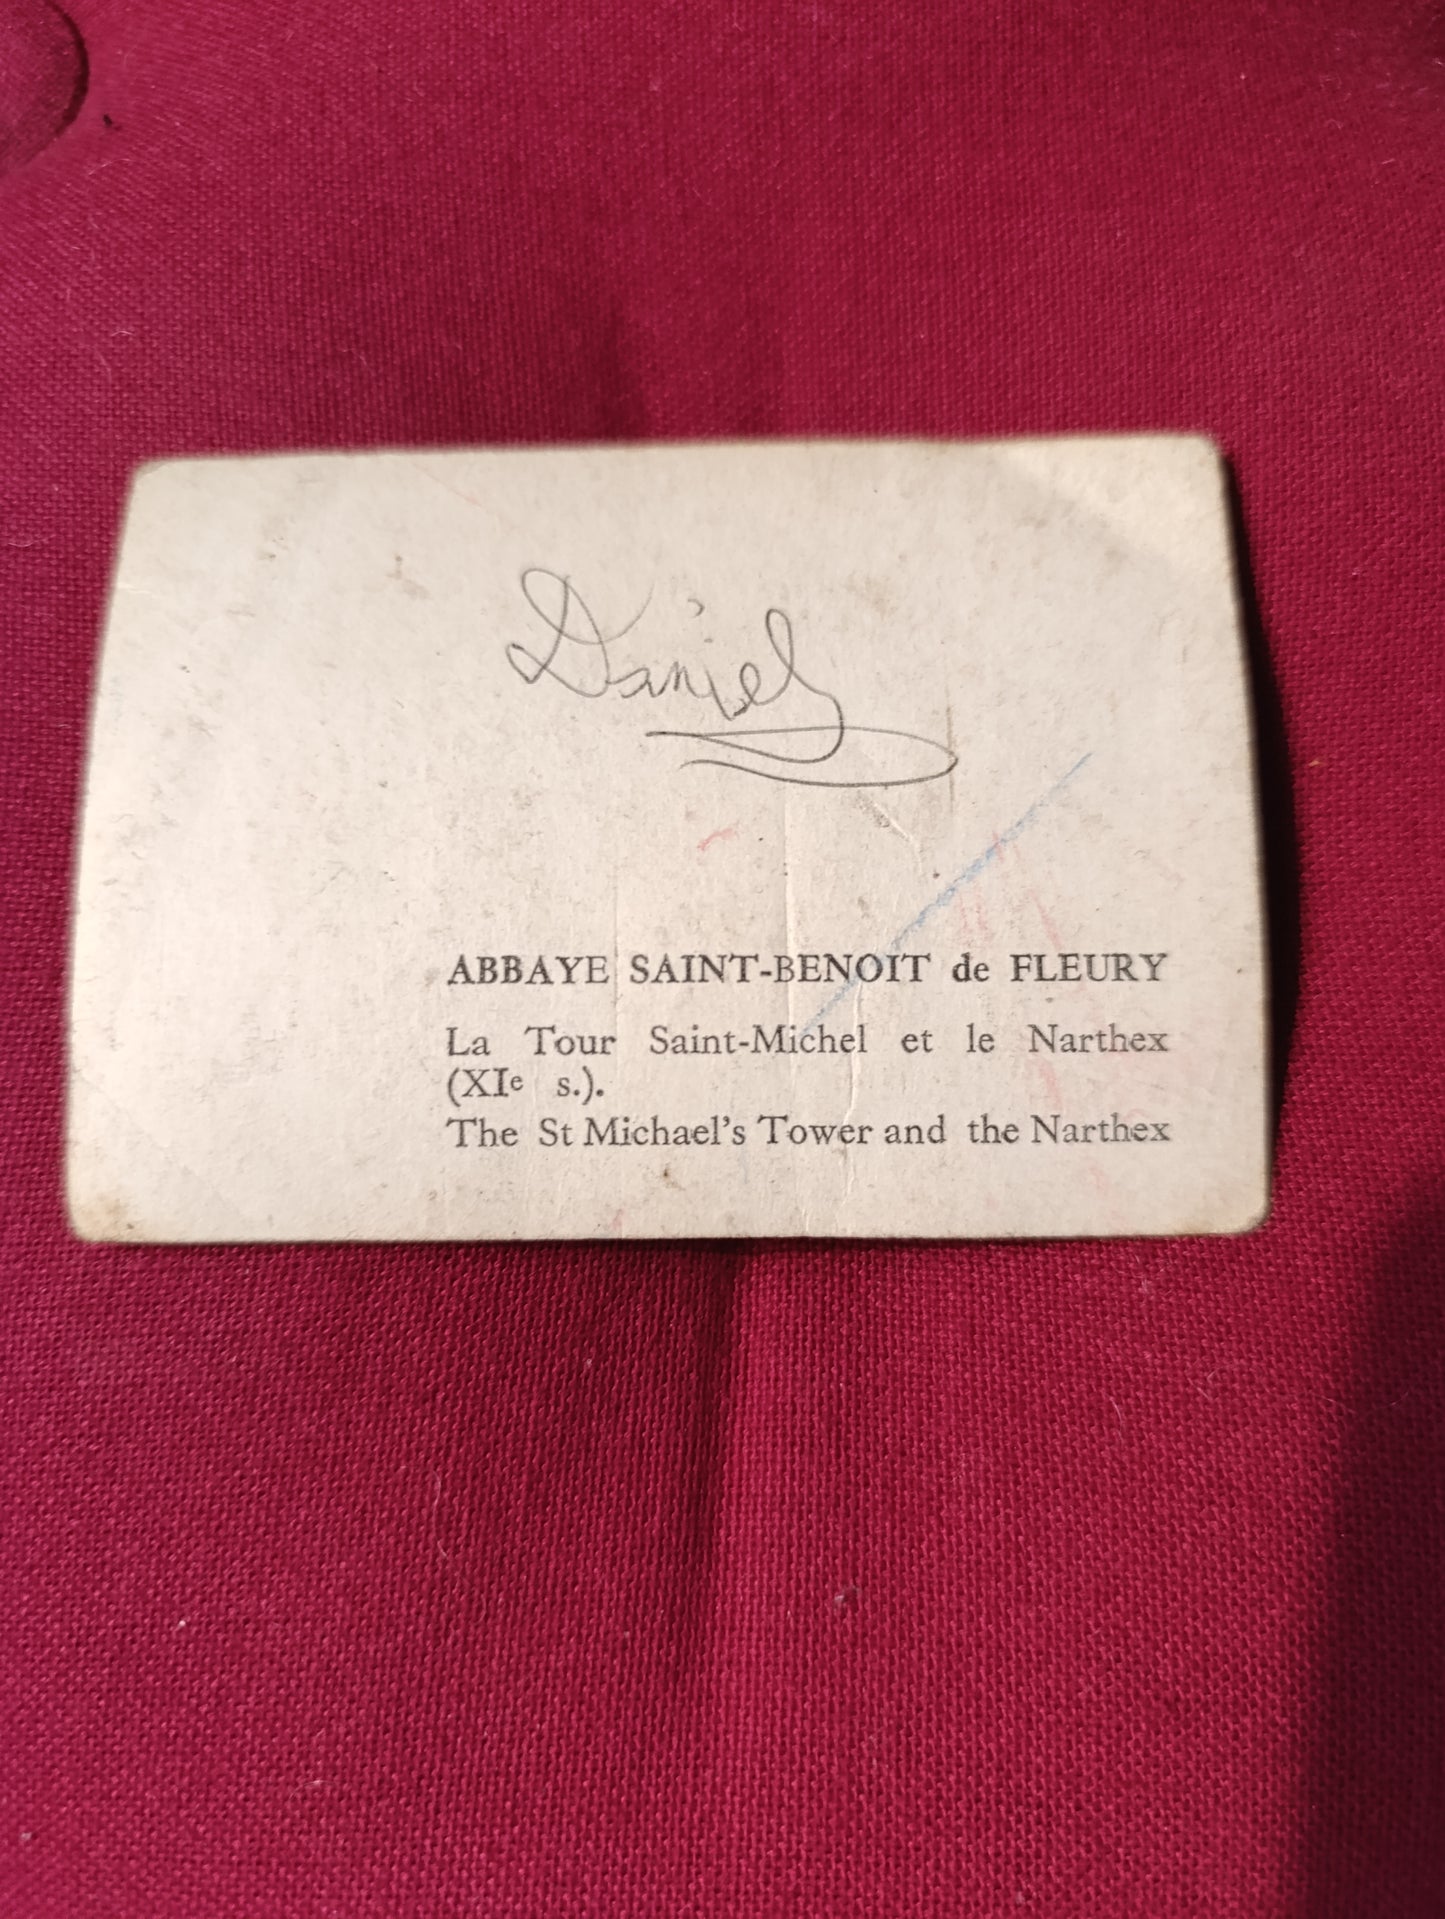 Daniel
ABBAYE SAINT-BENOIT de FLEURY
La Tour Saint-Michel et le Narthex
(XIe s.).
The St Michael's Tower and the Narthex